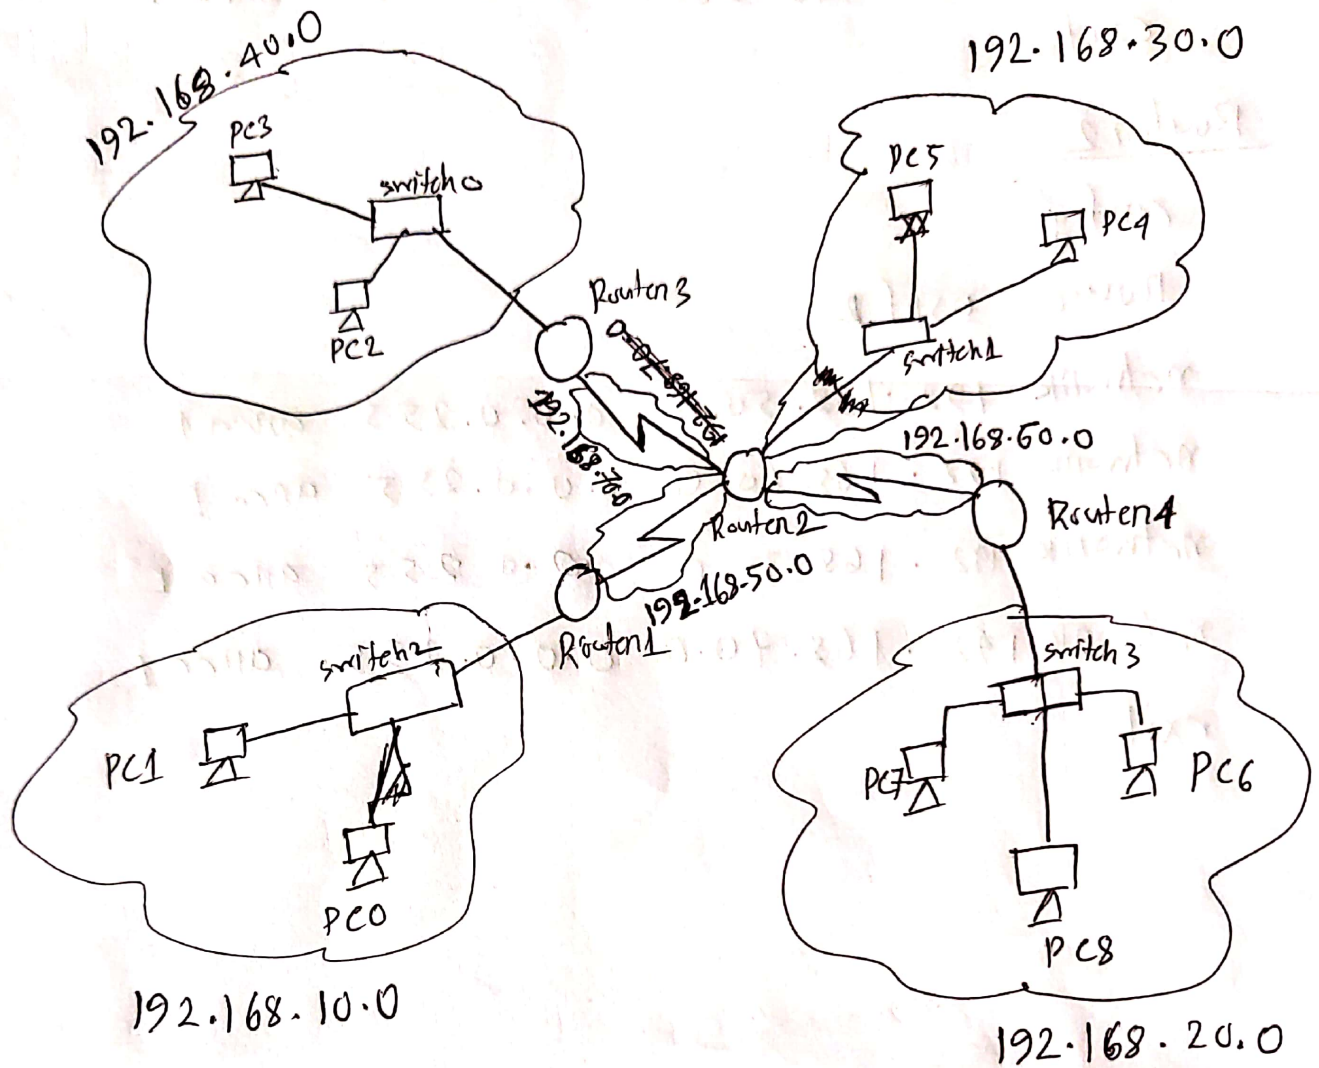 192.168.40.0
192.168.30.0
PC3
switch0
PC2
PC5
PC4
switch1
Router3
192.168.70.0
192.168.60.0
Router2
Router4
192.168.50.0
Router1
switch2
PC1
PC0
192.168.10.0
switch3
PC7
PC6
PC8
192.168.20.0